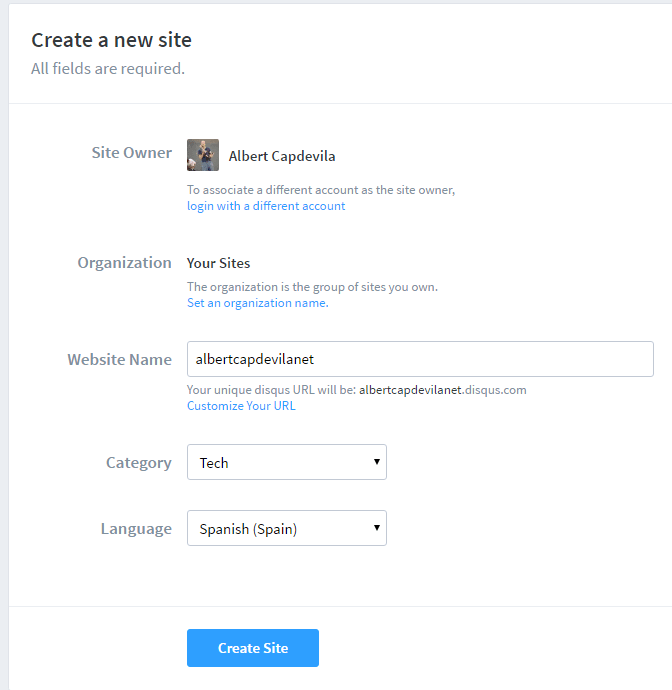 Create a new site
All fields are required.
Site Owner
Albert Capdevila
To associate a different account as the site owner,
login with a different account
Organization
Your Sites
The organization is the group of sites you own.
Set an organization name.
Website Name
albertcapdevilanet
Your unique disqus URL will be: albertcapdevilanet.disqus.com
Customize Your URL
Category
Tech
Language
Spanish (Spain)
Create Site